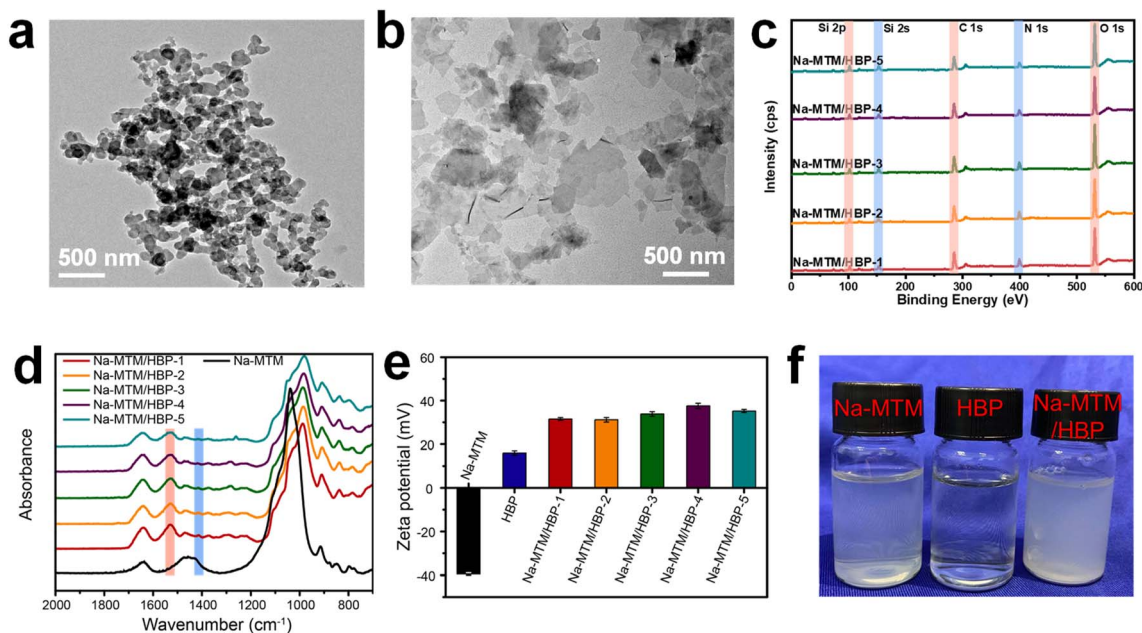 a
500 nm
b
500 nm
c
Si 2p
Si 2s
C 1s
N 1s
O 1s
Na-MTM/HBP-5
Na-MTM/HBP-4
Na-MTM/HBP-3
Na-MTM/HBP-2
Na-MTM/HBP-1
Intensity (cps)
0
100
200
300
400
500
600
Binding Energy (eV)
d
Na-MTM/HBP-1
Na-MTM
Na-MTM/HBP-2
Na-MTM/HBP-3
Na-MTM/HBP-4
Na-MTM/HBP-5
Absorbance
2000
1800
1600
1400
1200
1000
800
Wavenumber (cm⁻¹)
e
Zeta potential (mV)
60
40
20
0
-20
-40
Na-MTM
HBP
Na-MTM/HBP-1
Na-MTM/HBP-2
Na-MTM/HBP-3
Na-MTM/HBP-4
Na-MTM/HBP-5
f
Na-MTM
HBP
Na-MTM
/HBP